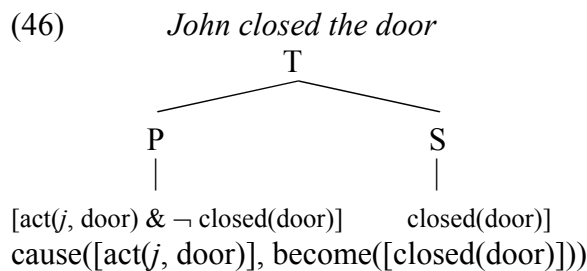 (46) John closed the door
T
P S
[act(j, door) & ¬ closed(door)] closed(door)]
cause([act(j, door)], become([closed(door)]))